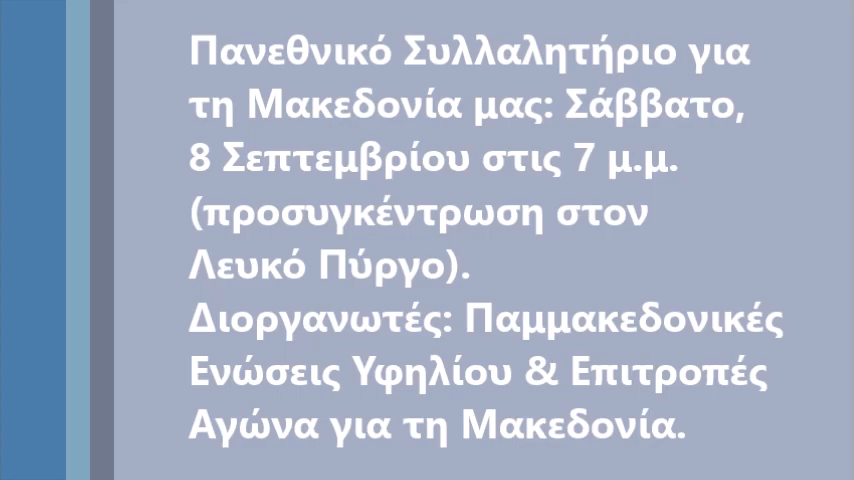 Πανεθνικό Συλλαλητήριο για
τη Μακεδονία μας: Σάββατο,
8 Σεπτεμβρίου στις 7 μ.μ.
(προσυγκέντρωση στον
Λευκό Πύργο).
Διοργανωτές: Παμμακεδονικές
Ενώσεις Υφηλίου & Επιτροπές
Αγώνα για τη Μακεδονία.